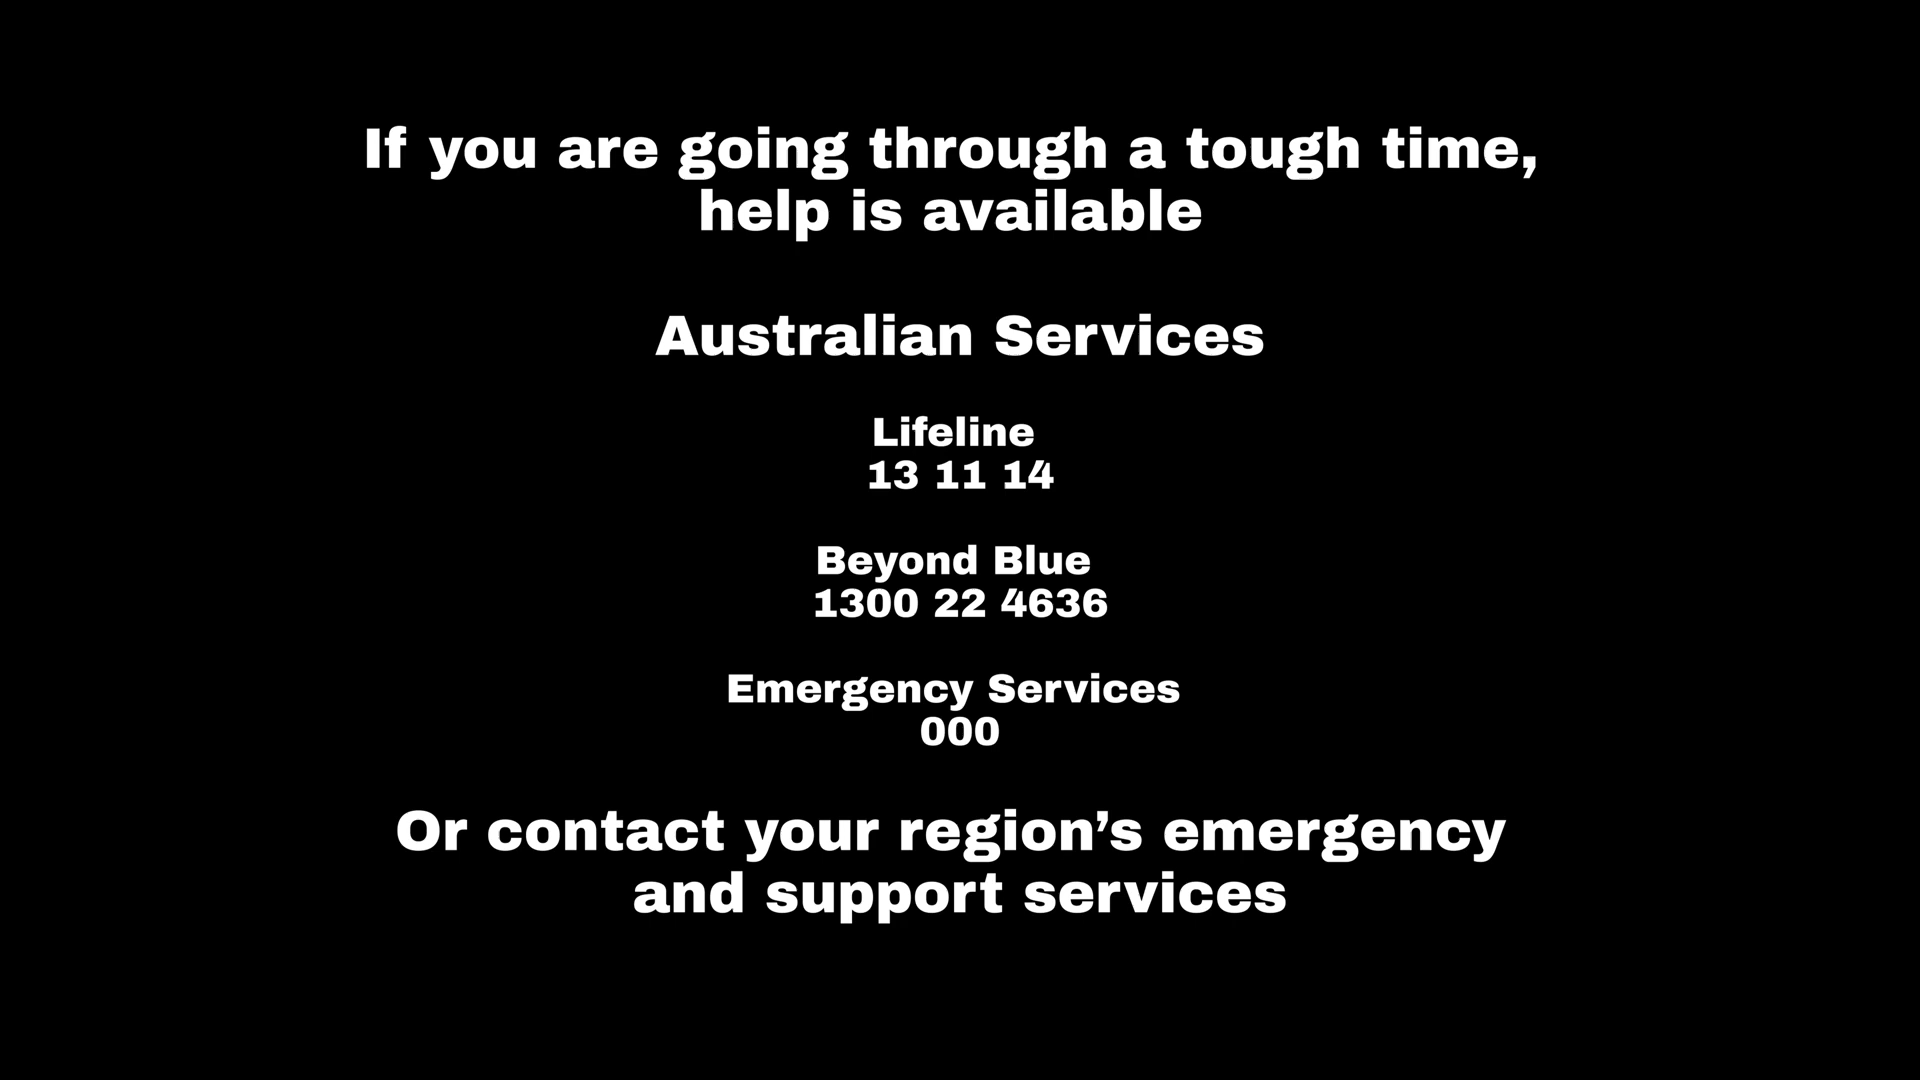 If you are going through a tough time,
help is available
Australian Services
Lifeline
13 11 14
Beyond Blue
1300 22 4636
Emergency Services
000
Or contact your region’s emergency
and support services